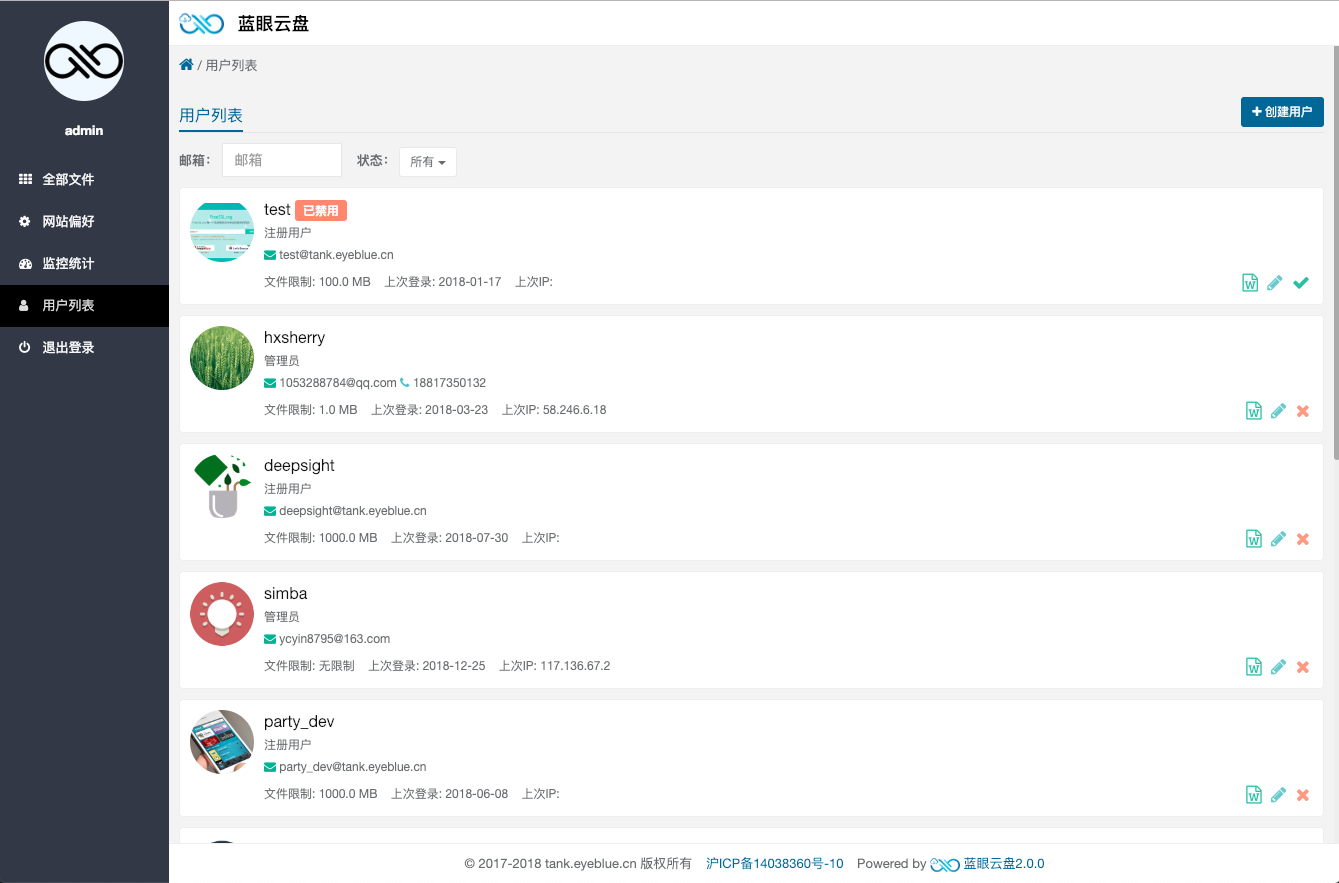 蓝眼云盘
admin
全部文件
网站偏好
监控统计
用户列表
退出登录
/ 用户列表
用户列表
创建用户
邮箱: 邮箱 状态: 所有
test 已禁用
注册用户
test@tank.eyeblue.cn
文件限制: 100.0 MB 上次登录: 2018-01-17 上次IP:
hxsherry
管理员
1053288784@qq.com 18817350132
文件限制: 1.0 MB 上次登录: 2018-03-23 上次IP: 58.246.6.18
deepsight
注册用户
deepsight@tank.eyeblue.cn
文件限制: 1000.0 MB 上次登录: 2018-07-30 上次IP:
simba
管理员
ycyin8795@163.com
文件限制: 无限制 上次登录: 2018-12-25 上次IP: 117.136.67.2
party_dev
注册用户
party_dev@tank.eyeblue.cn
文件限制: 1000.0 MB 上次登录: 2018-06-08 上次IP:
© 2017-2018 tank.eyeblue.cn 版权所有 沪ICP备14038360号-10 Powered by 蓝眼云盘2.0.0